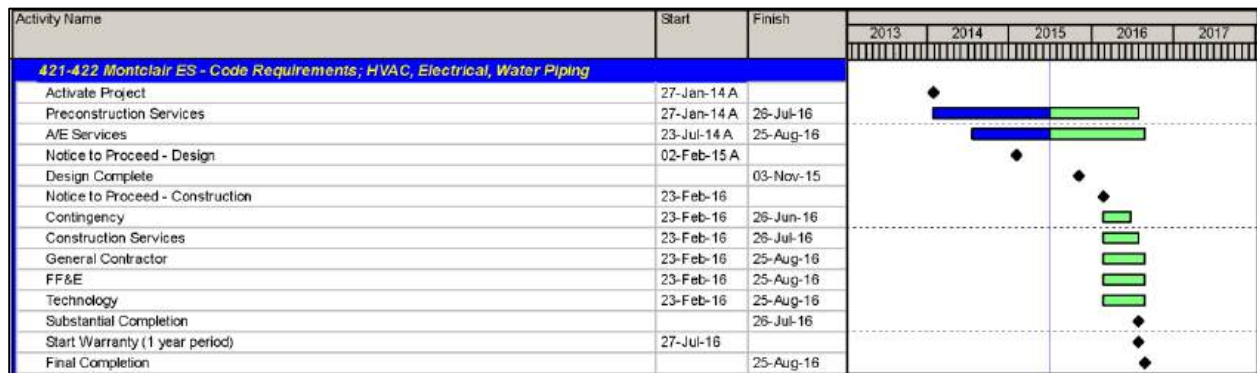 Activity Name Start Finish
2013 2014 2015 2016 2017
421-422 Montclair ES - Code Requirements; HVAC, Electrical, Water Piping
Activate Project 27-Jan-14 A
Preconstruction Services 27-Jan-14 A 26-Jul-16
A/E Services 23-Jul-14 A 25-Aug-16
Notice to Proceed - Design 02-Feb-15 A
Design Complete 03-Nov-15
Notice to Proceed - Construction 23-Feb-16
Contingency 23-Feb-16 26-Jun-16
Construction Services 23-Feb-16 26-Jul-16
General Contractor 23-Feb-16 25-Aug-16
FF&E 23-Feb-16 25-Aug-16
Technology 23-Feb-16 25-Aug-16
Substantial Completion 26-Jul-16
Start Warranty (1 year period) 27-Jul-16
Final Completion 25-Aug-16